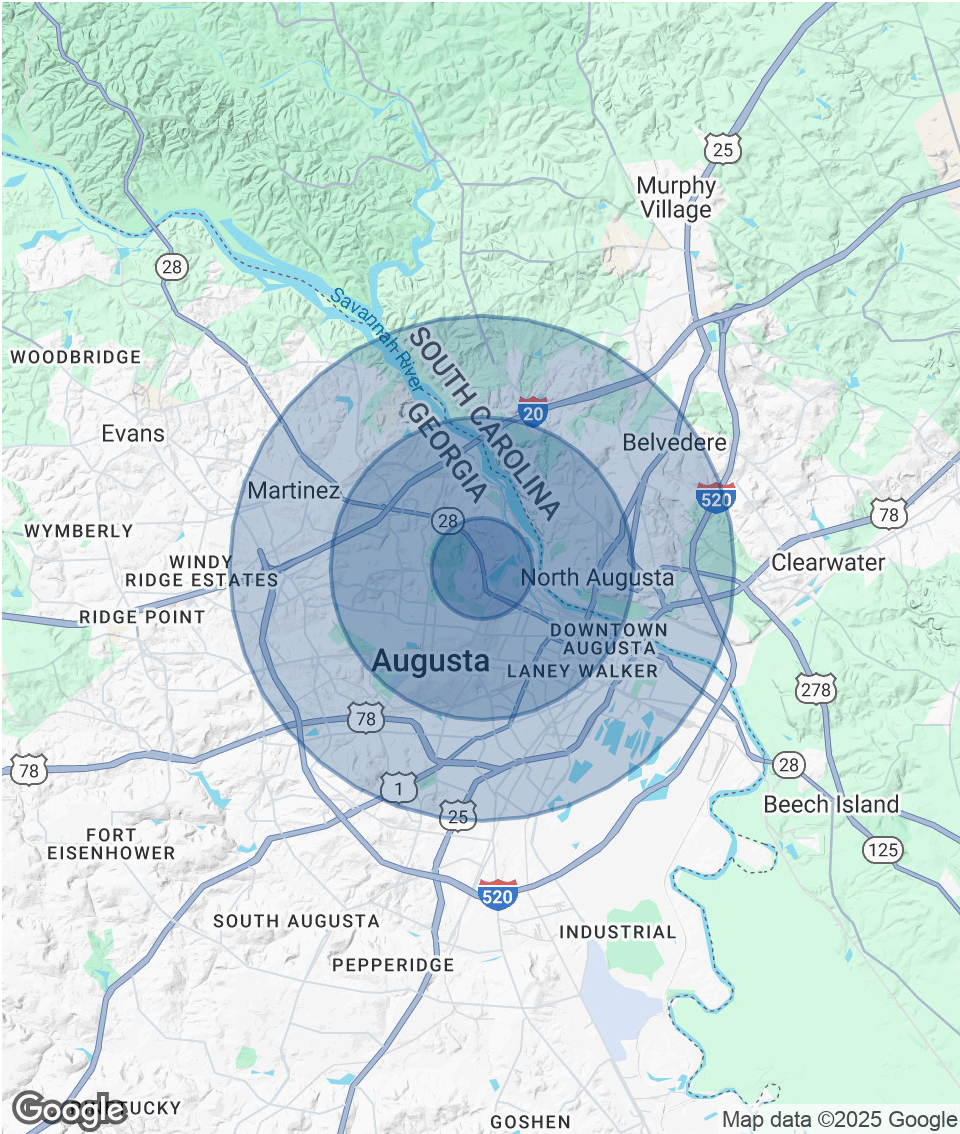 25
Murphy
Village
28
Savannah River
SOUTH CAROLINA
GEORGIA
WOODBRIDGE
20
Evans
Belvedere
Martinez
520
78
28
WYMBERLY
WINDY
RIDGE ESTATES
Clearwater
North Augusta
RIDGE POINT
DOWNTOWN
AUGUSTA
Augusta
LANEY WALKER
278
78
78
28
1
Beech Island
25
FORT
EISENHOWER
125
520
SOUTH AUGUSTA
INDUSTRIAL
PEPPERIDGE
Google
TUCKY
GOSHEN
Map data ©2025 Google